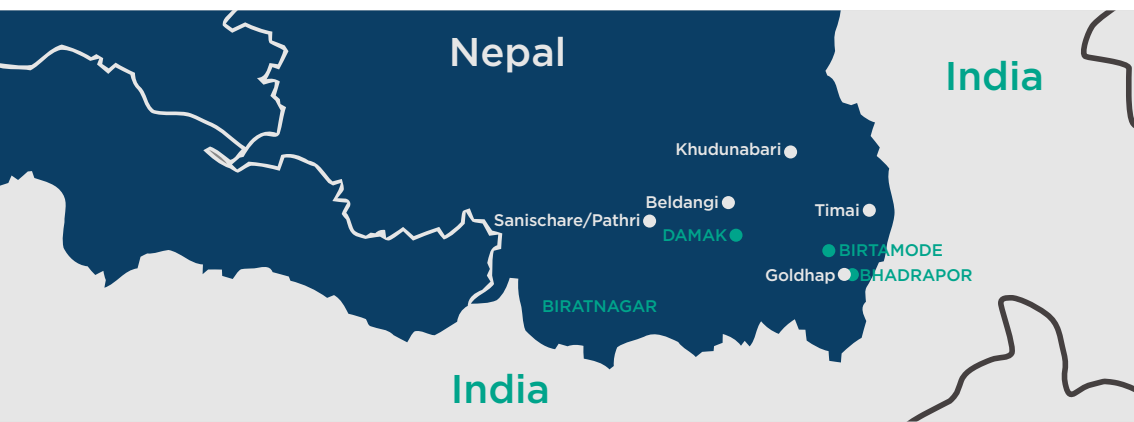 Nepal
India
Khudunabari
Beldangi
Timai
Sanischare/Pathri
DAMAK
BIRTAMODE
Goldhap
BHADRAPOR
BIRATNAGAR
India